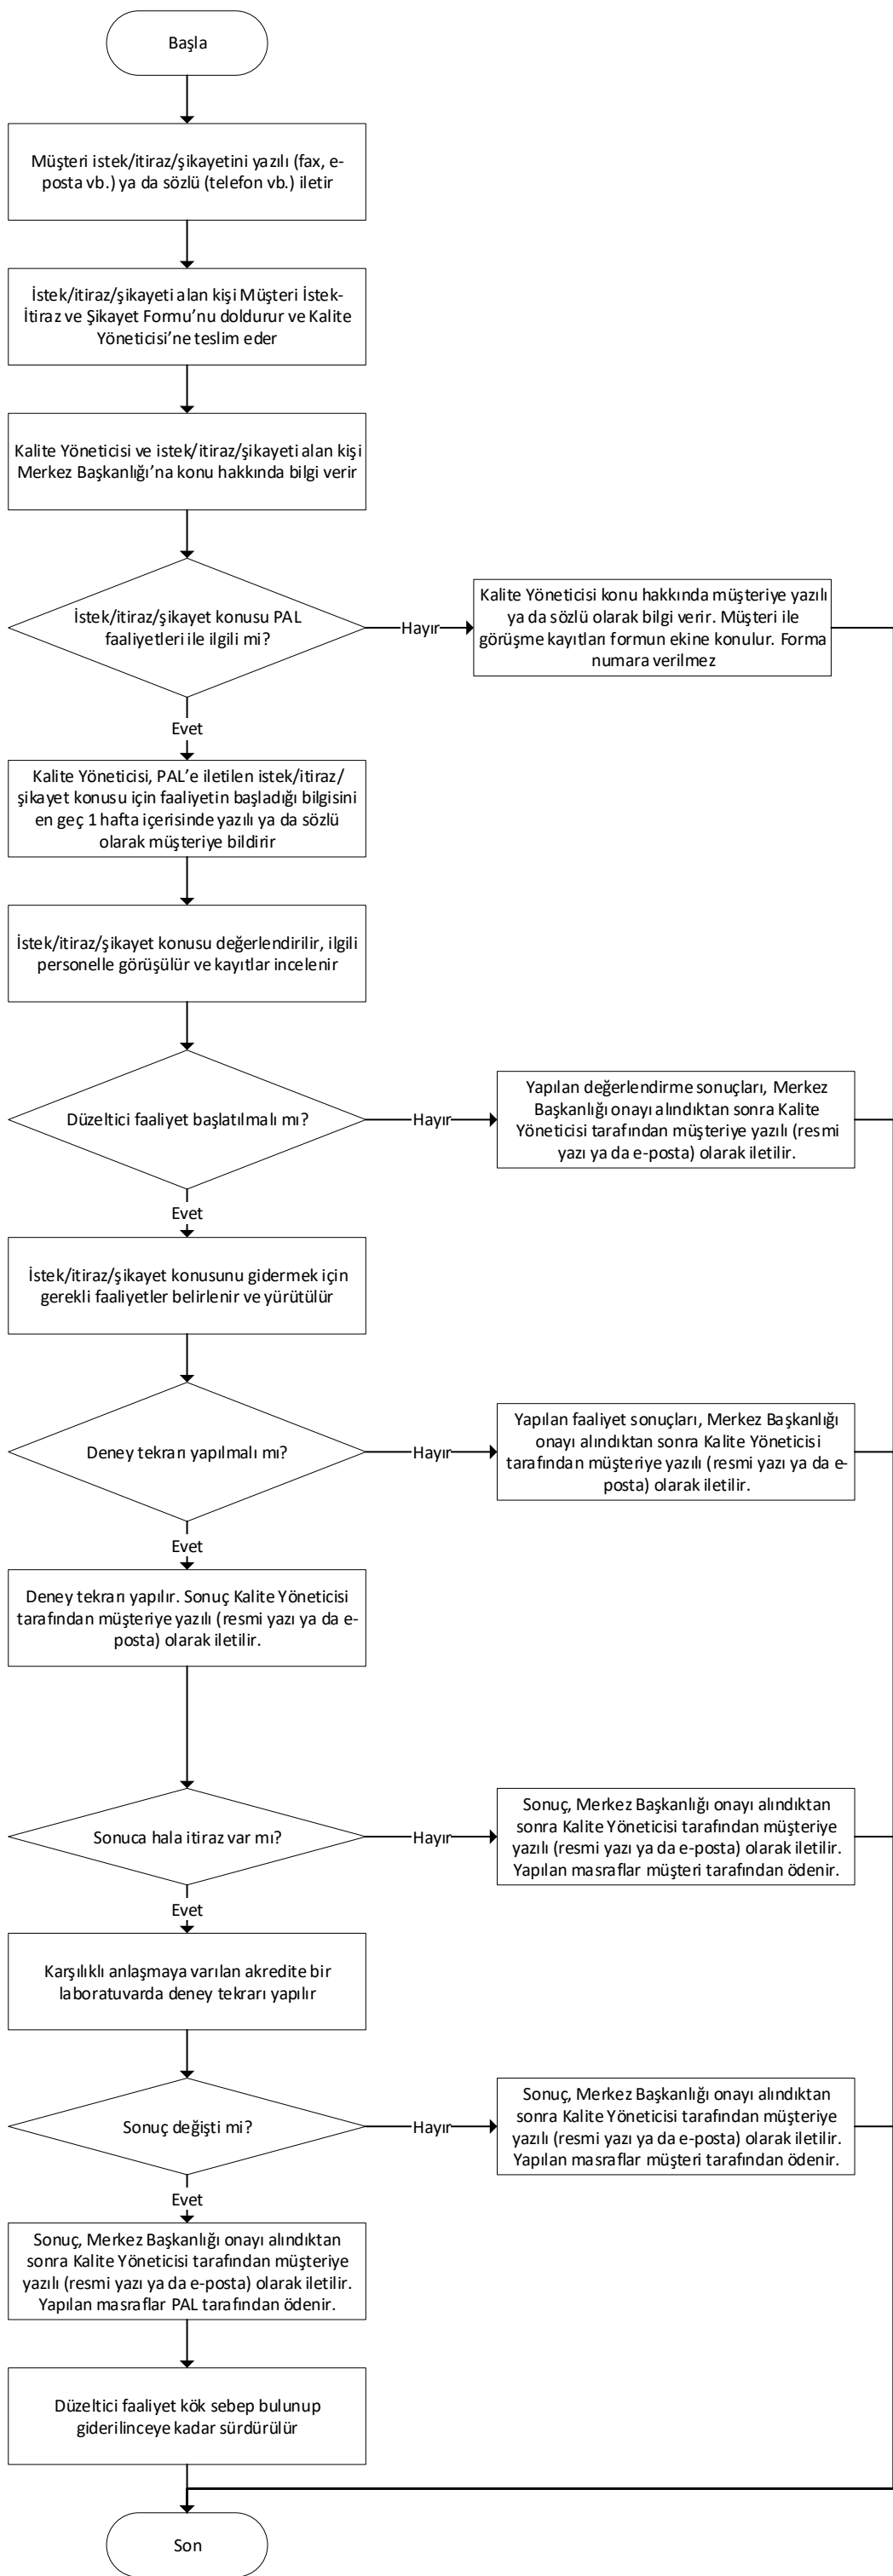 Başla
Müşteri istek/itiraz/şikayetini yazılı (fax, e-
posta vb.) ya da sözlü (telefon vb.) iletir
İstek/itiraz/şikayeti alan kişi Müşteri İstek-
İtiraz ve Şikayet Formu’nu doldurur ve Kalite
Yöneticisi’ne teslim eder
Kalite Yöneticisi ve istek/itiraz/şikayeti alan kişi
Merkez Başkanlığı’na konu hakkında bilgi verir
İstek/itiraz/şikayet konusu PAL
faaliyetleri ile ilgili mi?
Hayır
Kalite Yöneticisi konu hakkında müşteriye yazılı
ya da sözlü olarak bilgi verir. Müşteri ile
görüşme kayıtları formun ekine konulur. Forma
numara verilmez
Evet
Kalite Yöneticisi, PAL’e iletilen istek/itiraz/
şikayet konusu için faaliyetin başladığı bilgisini
en geç 1 hafta içerisinde yazılı ya da sözlü
olarak müşteriye bildirir
İstek/itiraz/şikayet konusu değerlendirilir, ilgili
personelle görüşülür ve kayıtlar incelenir
Düzeltici faaliyet başlatılmalı mı?
Hayır
Yapılan değerlendirme sonuçları, Merkez
Başkanlığı onayı alındıktan sonra Kalite
Yöneticisi tarafından müşteriye yazılı (resmi
yazı ya da e-posta) olarak iletilir.
Evet
İstek/itiraz/şikayet konusunu gidermek için
gerekli faaliyetler belirlenir ve yürütülür
Deney tekrarı yapılmalı mı?
Hayır
Yapılan faaliyet sonuçları, Merkez Başkanlığı
onayı alındıktan sonra Kalite Yöneticisi
tarafından müşteriye yazılı (resmi yazı ya da e-
posta) olarak iletilir.
Evet
Deney tekrarı yapılır. Sonuç Kalite Yöneticisi
tarafından müşteriye yazılı (resmi yazı ya da e-
posta) olarak iletilir.
Sonuca hala itiraz var mı?
Hayır
Sonuç, Merkez Başkanlığı onayı alındıktan
sonra Kalite Yöneticisi tarafından müşteriye
yazılı (resmi yazı ya da e-posta) olarak iletilir.
Yapılan masraflar müşteri tarafından ödenir.
Evet
Karşılıklı anlaşmaya varılan akredite bir
laboratuvarda deney tekrarı yapılır
Sonuç değişti mi?
Hayır
Sonuç, Merkez Başkanlığı onayı alındıktan
sonra Kalite Yöneticisi tarafından müşteriye
yazılı (resmi yazı ya da e-posta) olarak iletilir.
Yapılan masraflar müşteri tarafından ödenir.
Evet
Sonuç, Merkez Başkanlığı onayı alındıktan
sonra Kalite Yöneticisi tarafından müşteriye
yazılı (resmi yazı ya da e-posta) olarak iletilir.
Yapılan masraflar PAL tarafından ödenir.
Düzeltici faaliyet kök sebep bulunup
giderilinceye kadar sürdürülür
Son